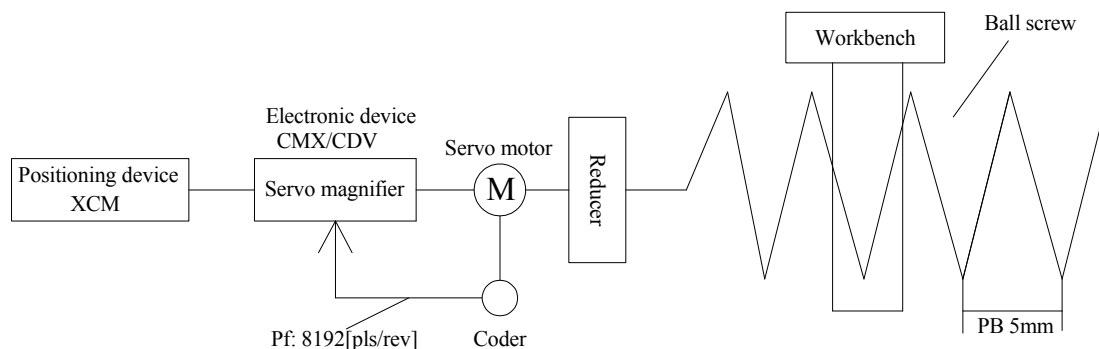 Ball screw
Workbench
Electronic device
CMX/CDV
Servo motor
Positioning device
XCM
Servo magnifier
M
Reducer
Pf: 8192[pls/rev]
Coder
PB 5mm